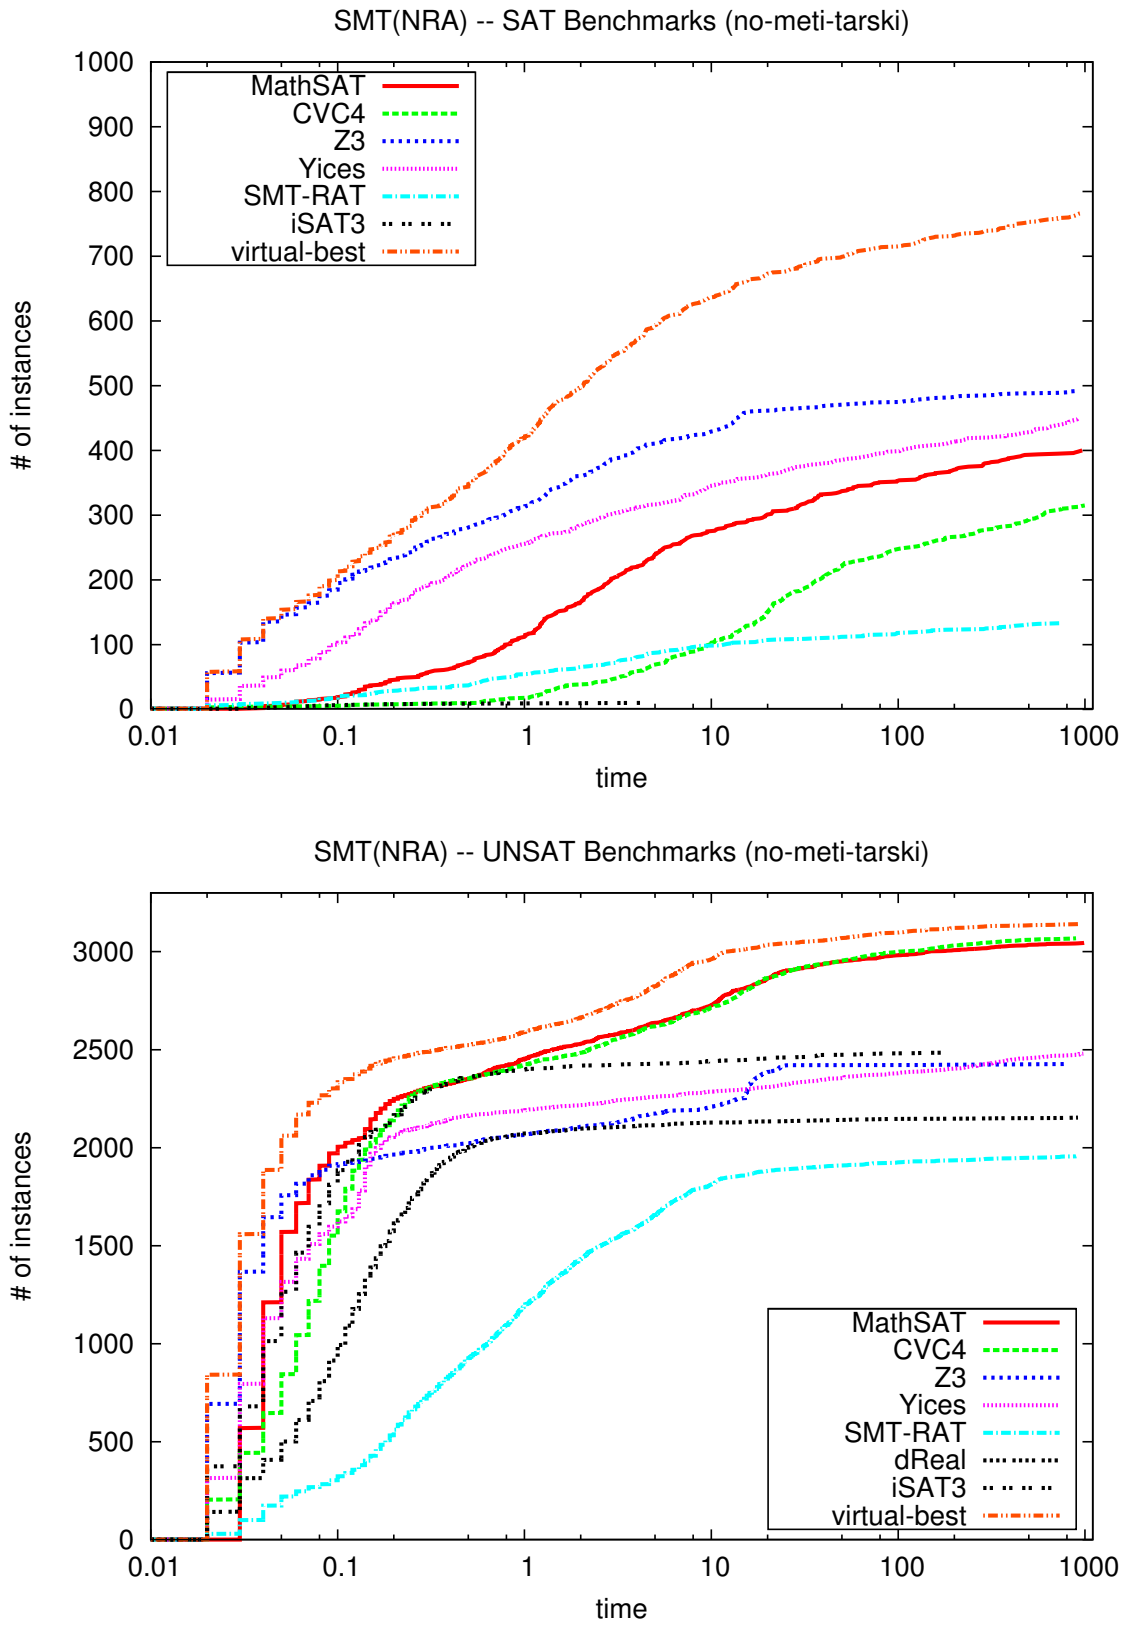 SMT(NRA) -- SAT Benchmarks (no-meti-tarski)
1000
900
800
700
600
500
400
300
200
100
0
# of instances
MathSAT
CVC4
Z3
Yices
SMT-RAT
iSAT3
virtual-best
0.01 0.1 1 10 100 1000
time
SMT(NRA) -- UNSAT Benchmarks (no-meti-tarski)
3000
2500
2000
1500
1000
500
0
# of instances
MathSAT
CVC4
Z3
Yices
SMT-RAT
dReal
iSAT3
virtual-best
0.01 0.1 1 10 100 1000
time